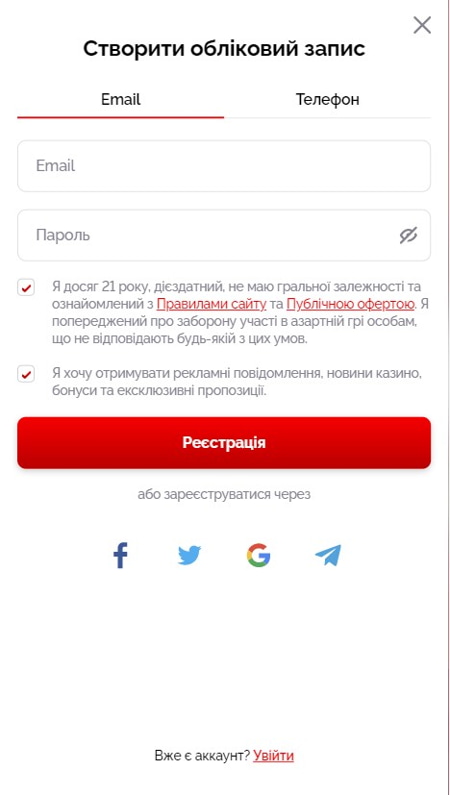 Створити обліковий запис
Email
Телефон
Email
Пароль
Я досяг 21 року, дієздатний, не маю гральної залежності та
ознайомлений з Правилами сайту та Публічною офертою. Я
попереджений про заборону участі в азартній грі особам,
що не відповідають будь-якій з цих умов.
Я хочу отримувати рекламні повідомлення, новини казино,
бонуси та ексклюзивні пропозиції.
Реєстрація
або зареєструватися через
Вже є аккаунт? Увійти